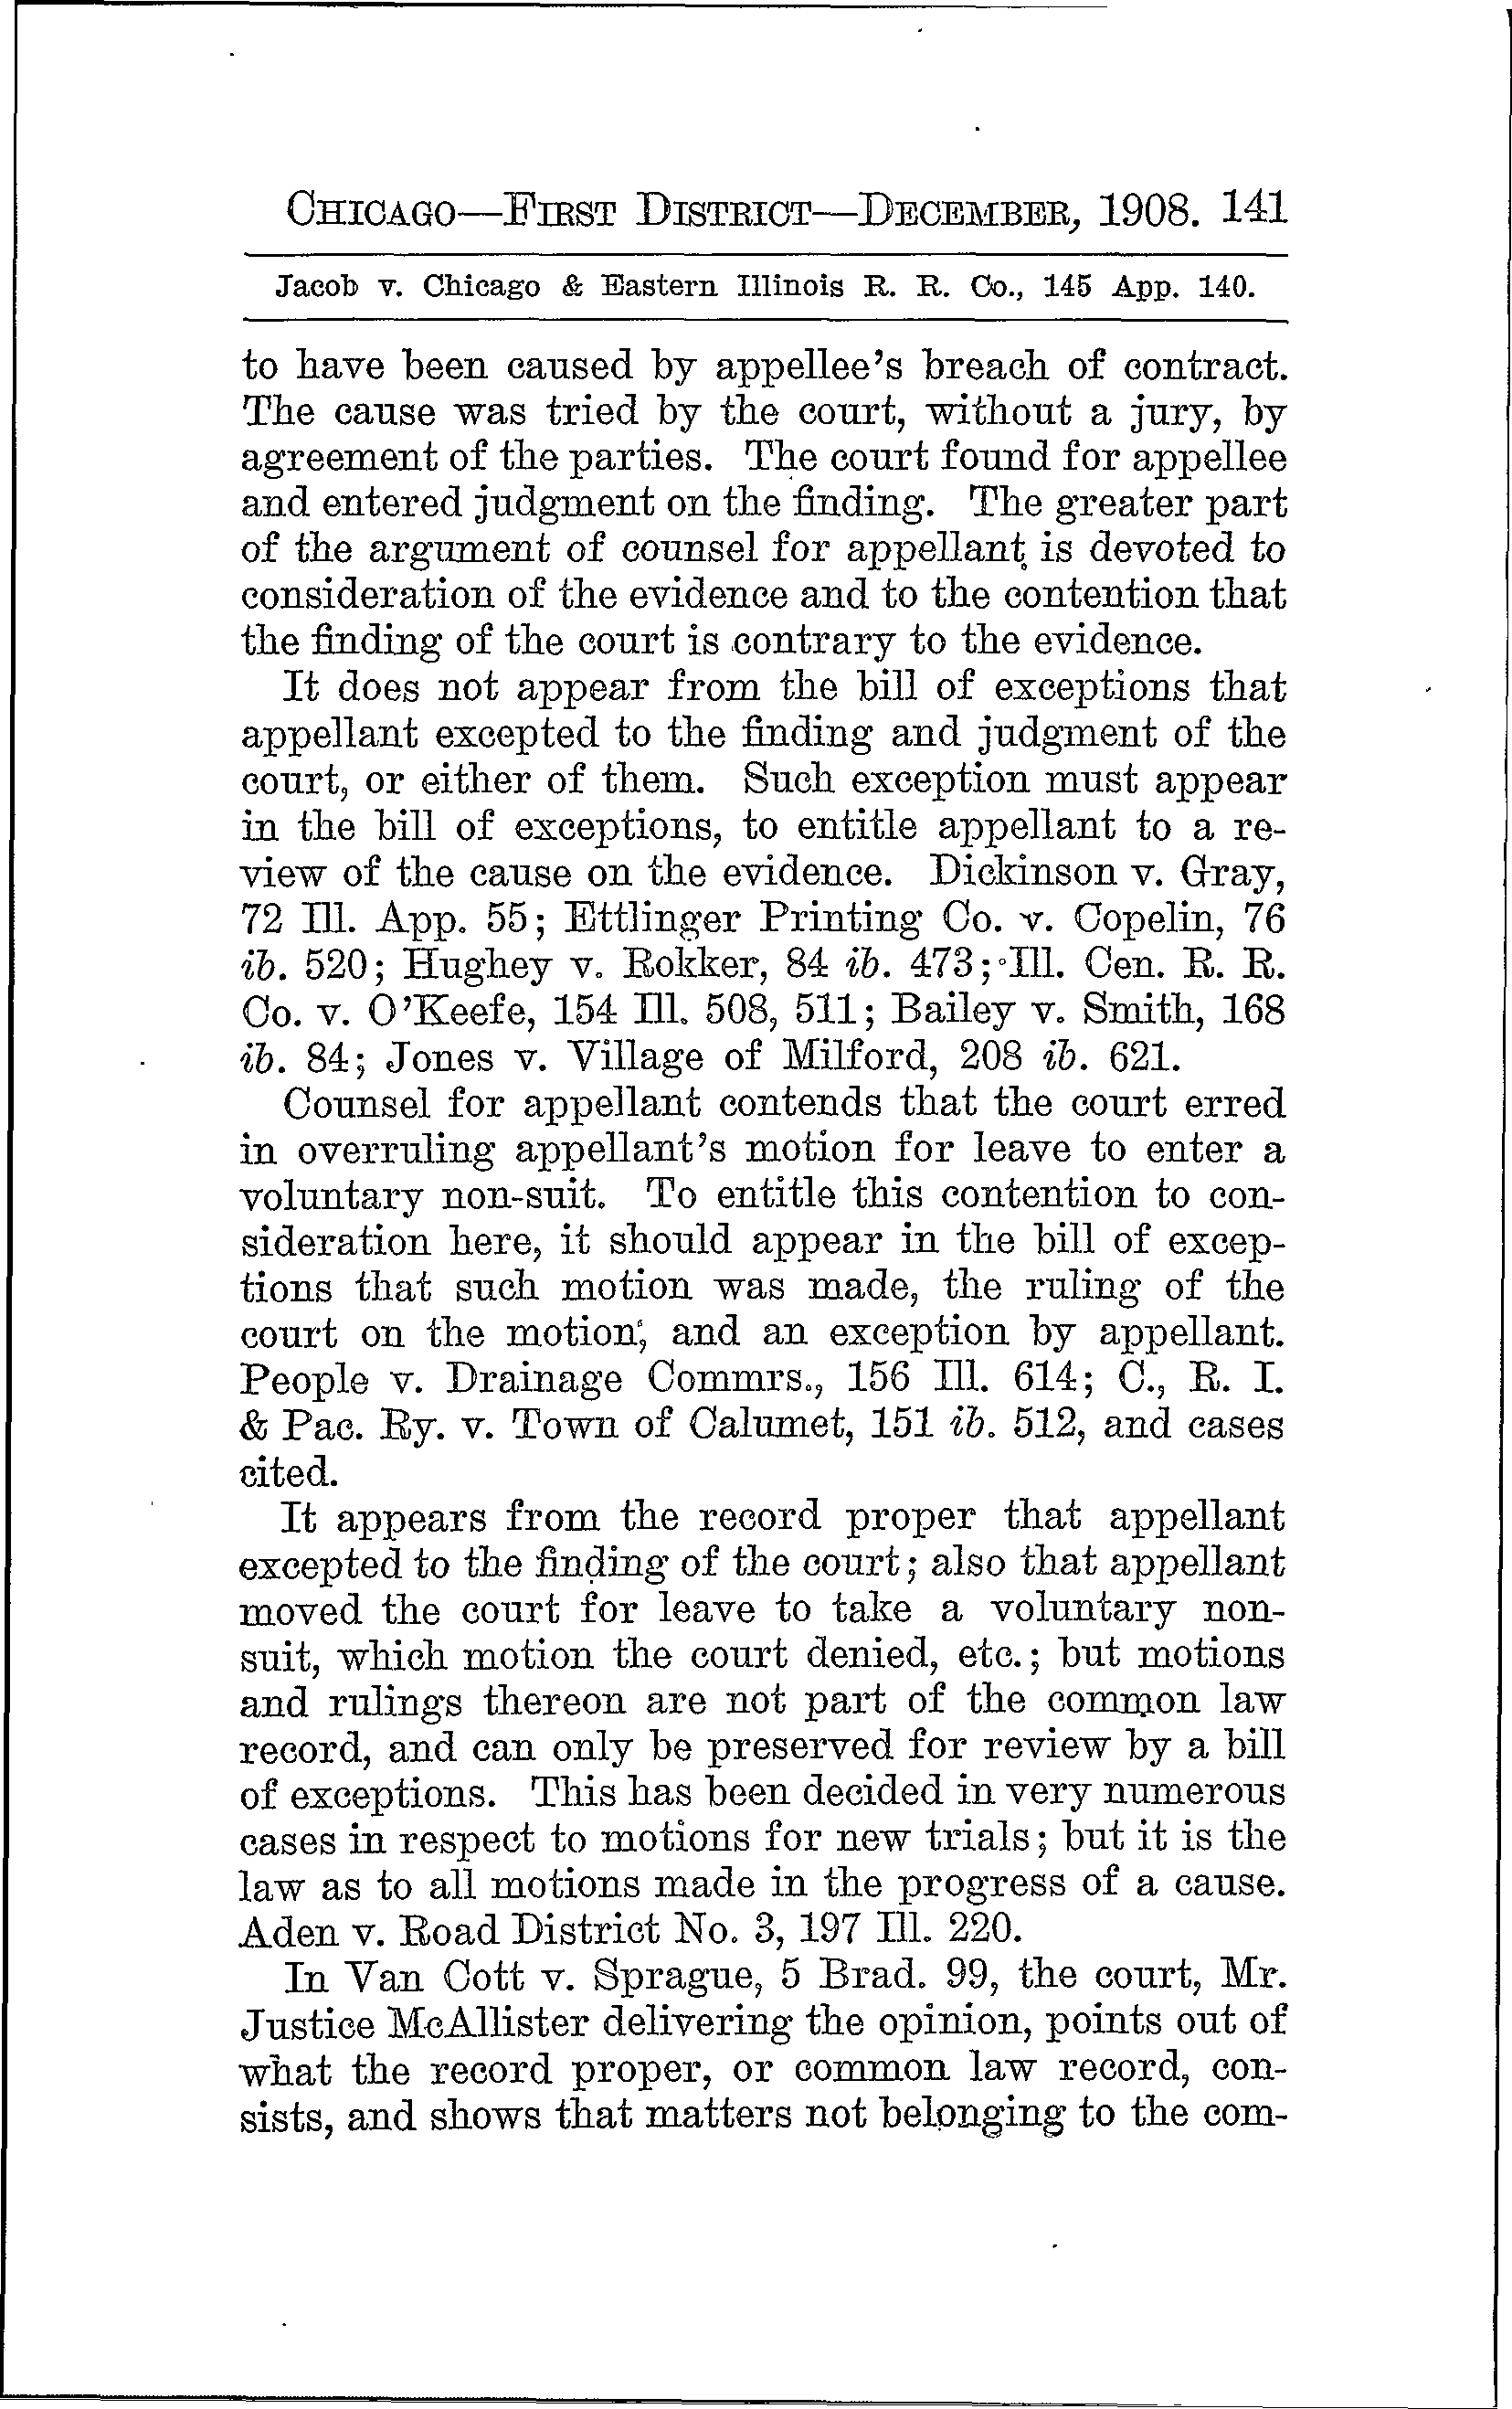 CHICAGO—FIRST DISTRICT—DECEMBER, 1908. 141
Jacob v. Chicago & Eastern Illinois R. R. Co., 145 App. 140.
to have been caused by appellee's breach of contract.
The cause was tried by the court, without a jury, by
agreement of the parties. The court found for appellee
and entered judgment on the finding. The greater part
of the argument of counsel for appellant is devoted to
consideration of the evidence and to the contention that
the finding of the court is contrary to the evidence.
It does not appear from the bill of exceptions that
appellant excepted to the finding and judgment of the
court, or either of them. Such exception must appear
in the bill of exceptions, to entitle appellant to a re-
view of the cause on the evidence. Dickinson v. Gray,
72 Ill. App. 55; Ettlinger Printing Co. v. Copelin, 76
ib. 520; Hughey v. Rokker, 84 ib. 473; Ill. Cen. R. R.
Co. v. O'Keefe, 154 Ill. 508, 511; Bailey v. Smith, 168
ib. 84; Jones v. Village of Milford, 208 ib. 621.
Counsel for appellant contends that the court erred
in overruling appellant's motion for leave to enter a
voluntary non-suit. To entitle this contention to con-
sideration here, it should appear in the bill of excep-
tions that such motion was made, the ruling of the
court on the motion, and an exception by appellant.
People v. Drainage Commrs., 156 Ill. 614; C., R. I.
& Pac. Ry. v. Town of Calumet, 151 ib. 512, and cases
cited.
It appears from the record proper that appellant
excepted to the finding of the court; also that appellant
moved the court for leave to take a voluntary non-
suit, which motion the court denied, etc.; but motions
and rulings thereon are not part of the common law
record, and can only be preserved for review by a bill
of exceptions. This has been decided in very numerous
cases in respect to motions for new trials; but it is the
law as to all motions made in the progress of a cause.
Aden v. Road District No. 3, 197 Ill. 220.
In Van Cott v. Sprague, 5 Brad. 99, the court, Mr.
Justice McAllister delivering the opinion, points out of
what the record proper, or common law record, con-
sists, and shows that matters not belonging to the com-